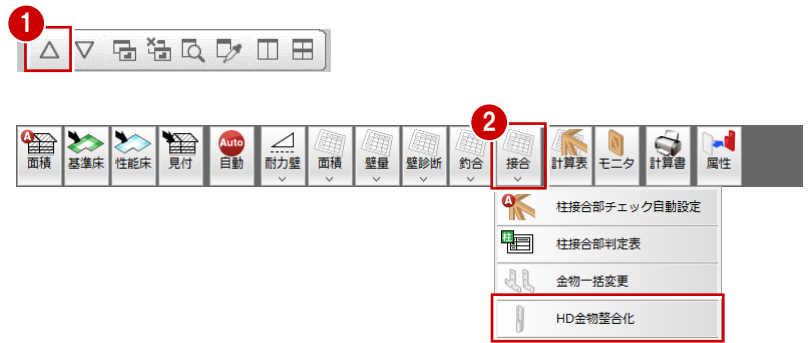 1
2
A
面積
基準床
性能床
見付
Auto
自動
耐力壁
面積
壁量
壁診断
釣合
接合
計算表
モニタ
計算書
属性
A
柱接合部チェック自動設定
柱
柱接合部判定表
金物一括変更
HD金物整合化